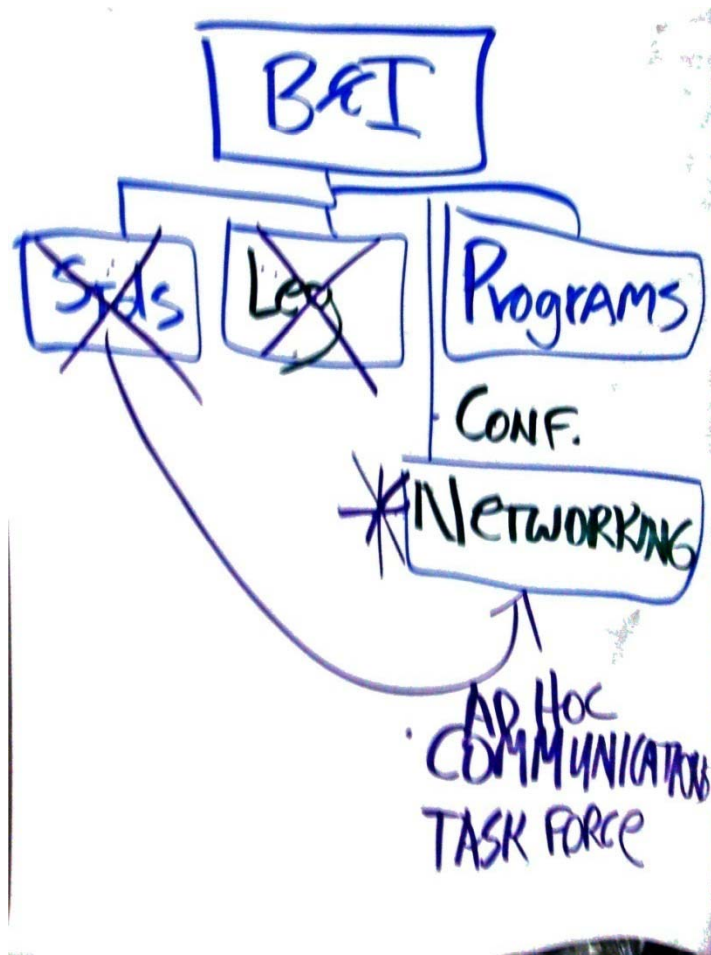 B&I
Stds
Leg
Programs
CONF.
NETWORKING
AD HOC
COMMUNICATIONS
TASK FORCE